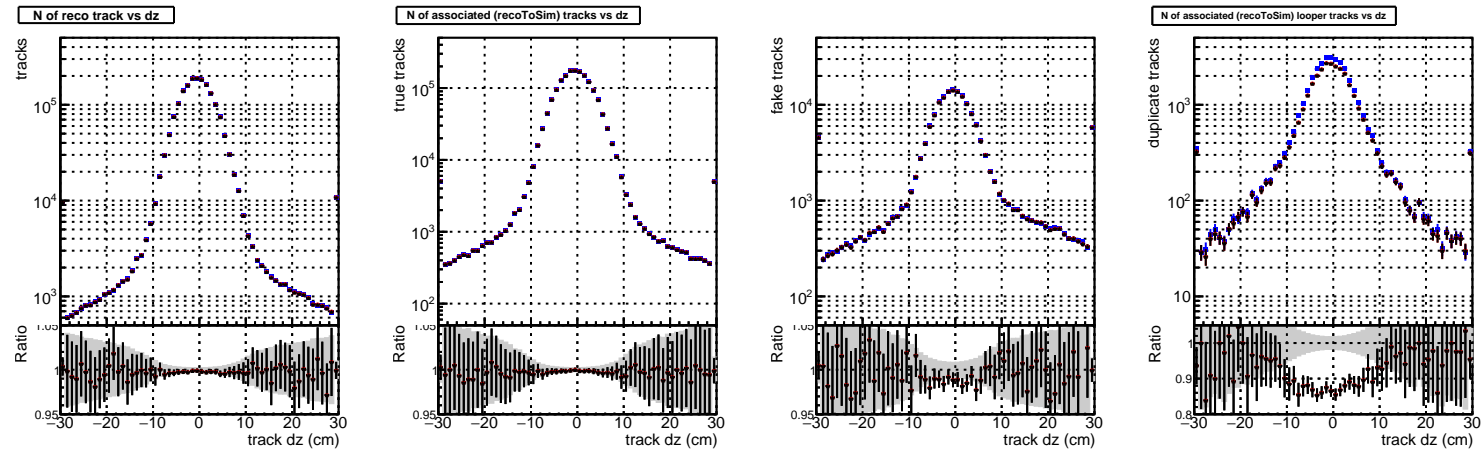 N of reco track vs dz
tracks
10^5
10^4
10^3
1.05
Ratio
1
0.95
−30 −20 −10 0 10 20 30
track dz (cm)
N of associated (recoToSim) tracks vs dz
true tracks
10^5
10^4
10^3
10^2
1.05
Ratio
1
0.95
−30 −20 −10 0 10 20 30
track dz (cm)
fake tracks
10^4
10^3
10^2
1.05
Ratio
1
0.95
−30 −20 −10 0 10 20 30
track dz (cm)
N of associated (recoToSim) looper tracks vs dz
duplicate tracks
10^3
10^2
10
Ratio
1
0.9
0.8
−30 −20 −10 0 10 20 30
track dz (cm)